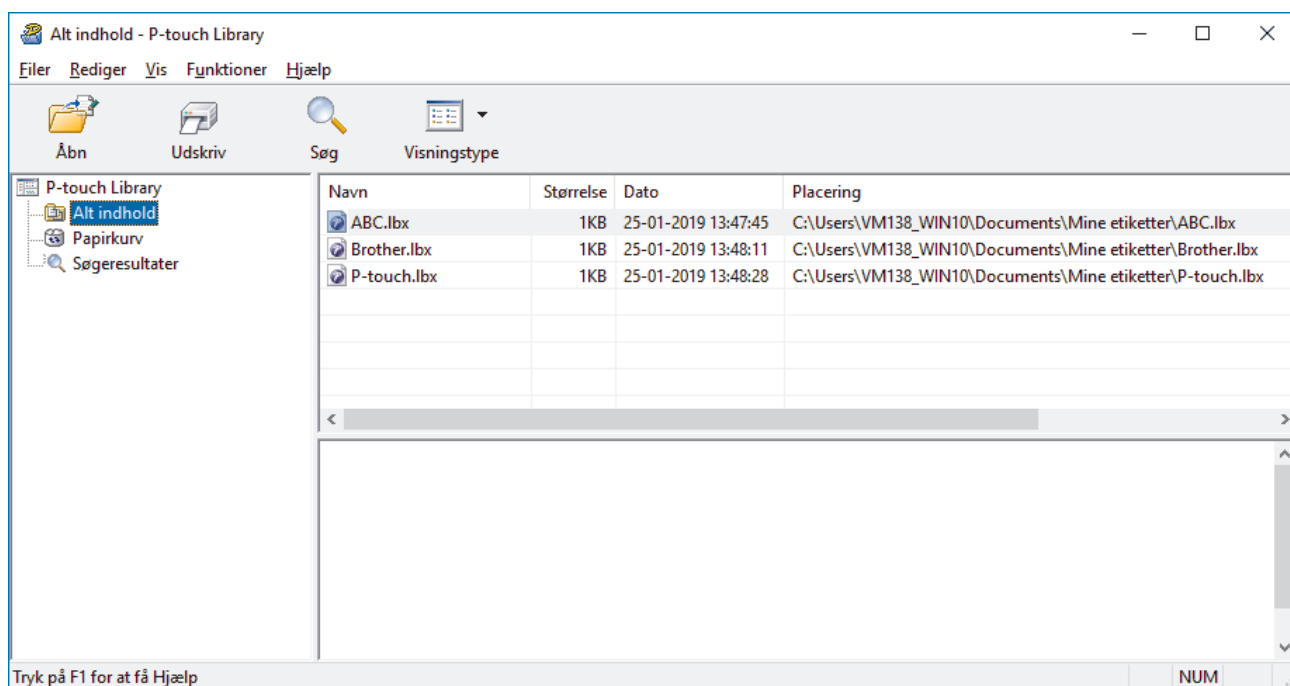 Alt indhold - P-touch Library
Filer Rediger Vis Funktioner Hjælp
Åbn Udskriv Søg Visningstype
P-touch Library
Alt indhold
Papirkurv
Søgeresultater
Navn Størrelse Dato Placering
ABC.lbx 1KB 25-01-2019 13:47:45 C:\Users\VM138_WIN10\Documents\Mine etiketter\ABC.lbx
Brother.lbx 1KB 25-01-2019 13:48:11 C:\Users\VM138_WIN10\Documents\Mine etiketter\Brother.lbx
P-touch.lbx 1KB 25-01-2019 13:48:28 C:\Users\VM138_WIN10\Documents\Mine etiketter\P-touch.lbx
Tryk på F1 for at få Hjælp NUM